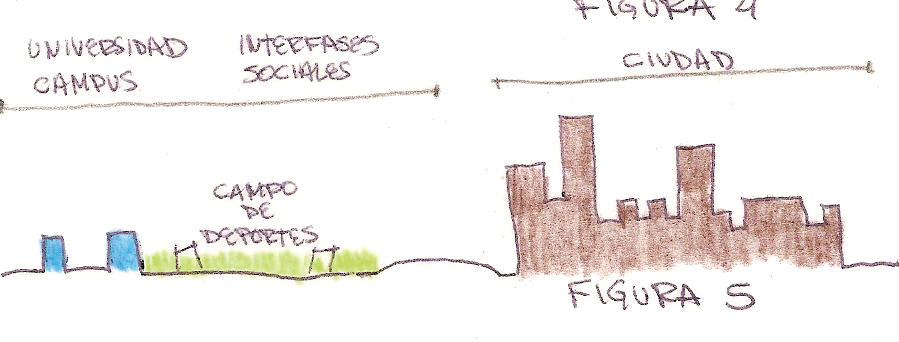 FIGURA 4
UNIVERSIDAD
CAMPUS
INTERFASES
SOCIALES
CIUDAD
CAMPO
DE
DEPORTES
FIGURA 5